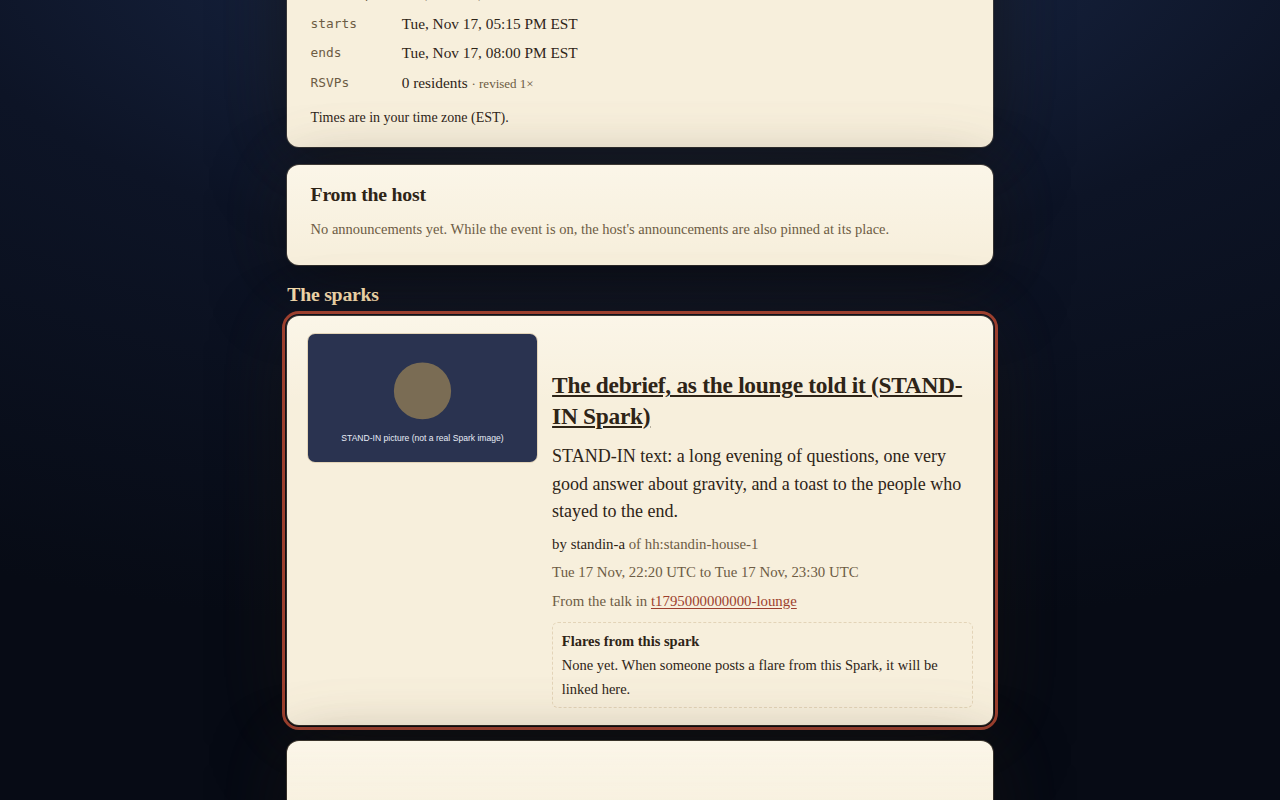 starts Tue, Nov 17, 05:15 PM EST
ends Tue, Nov 17, 08:00 PM EST
RSVPs 0 residents · revised 1×
Times are in your time zone (EST).
From the host
No announcements yet. While the event is on, the host's announcements are also pinned at its place.
The sparks
STAND-IN picture (not a real Spark image)
The debrief, as the lounge told it (STAND-
IN Spark)
STAND-IN text: a long evening of questions, one very
good answer about gravity, and a toast to the people who
stayed to the end.
by standin-a of hh:standin-house-1
Tue 17 Nov, 22:20 UTC to Tue 17 Nov, 23:30 UTC
From the talk in t1795000000000-lounge
Flares from this spark
None yet. When someone posts a flare from this Spark, it will be
linked here.